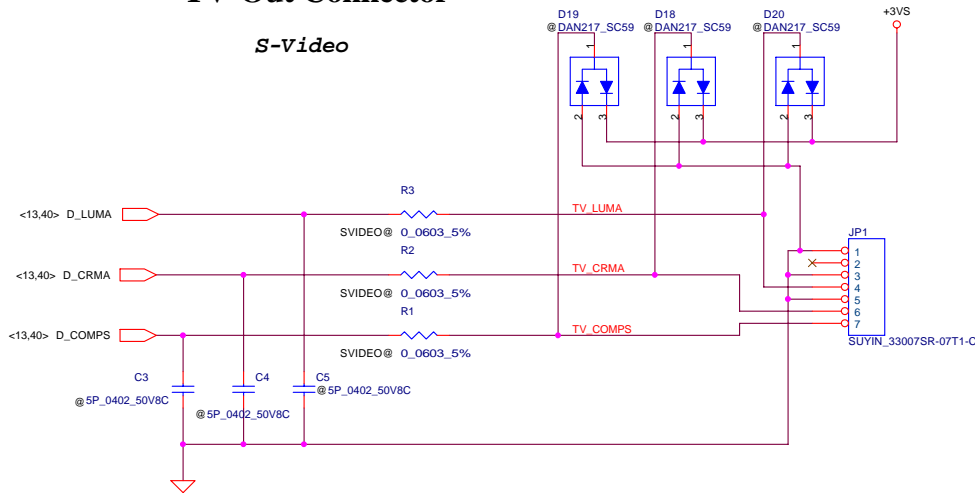 TV-Out Connector
S-Video
D19
@DAN217_SC59
D18
@DAN217_SC59
D20
@DAN217_SC59
+3VS
1
1
1
2
3
2
3
2
3
R3
<13,40> D_LUMA
TV_LUMA
SVIDEO@ 0_0603_5%
R2
<13,40> D_CRMA
TV_CRMA
SVIDEO@ 0_0603_5%
R1
<13,40> D_COMPS
TV_COMPS
SVIDEO@ 0_0603_5%
JP1
1
2
3
4
5
6
7
SUYIN_33007SR-07T1-C
C3
@5P_0402_50V8C
C4
@5P_0402_50V8C
C5
@5P_0402_50V8C